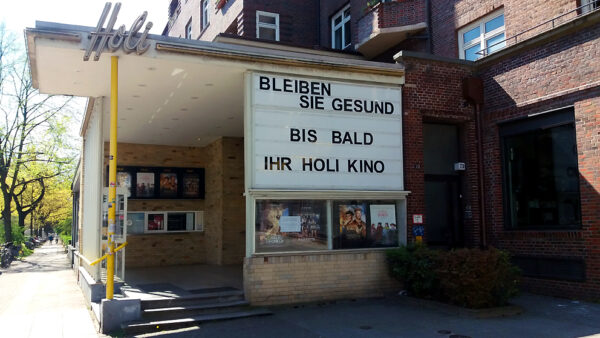 Holi
BLEIBEN
SIE GESUND
BIS BALD
IHR HOLI KINO